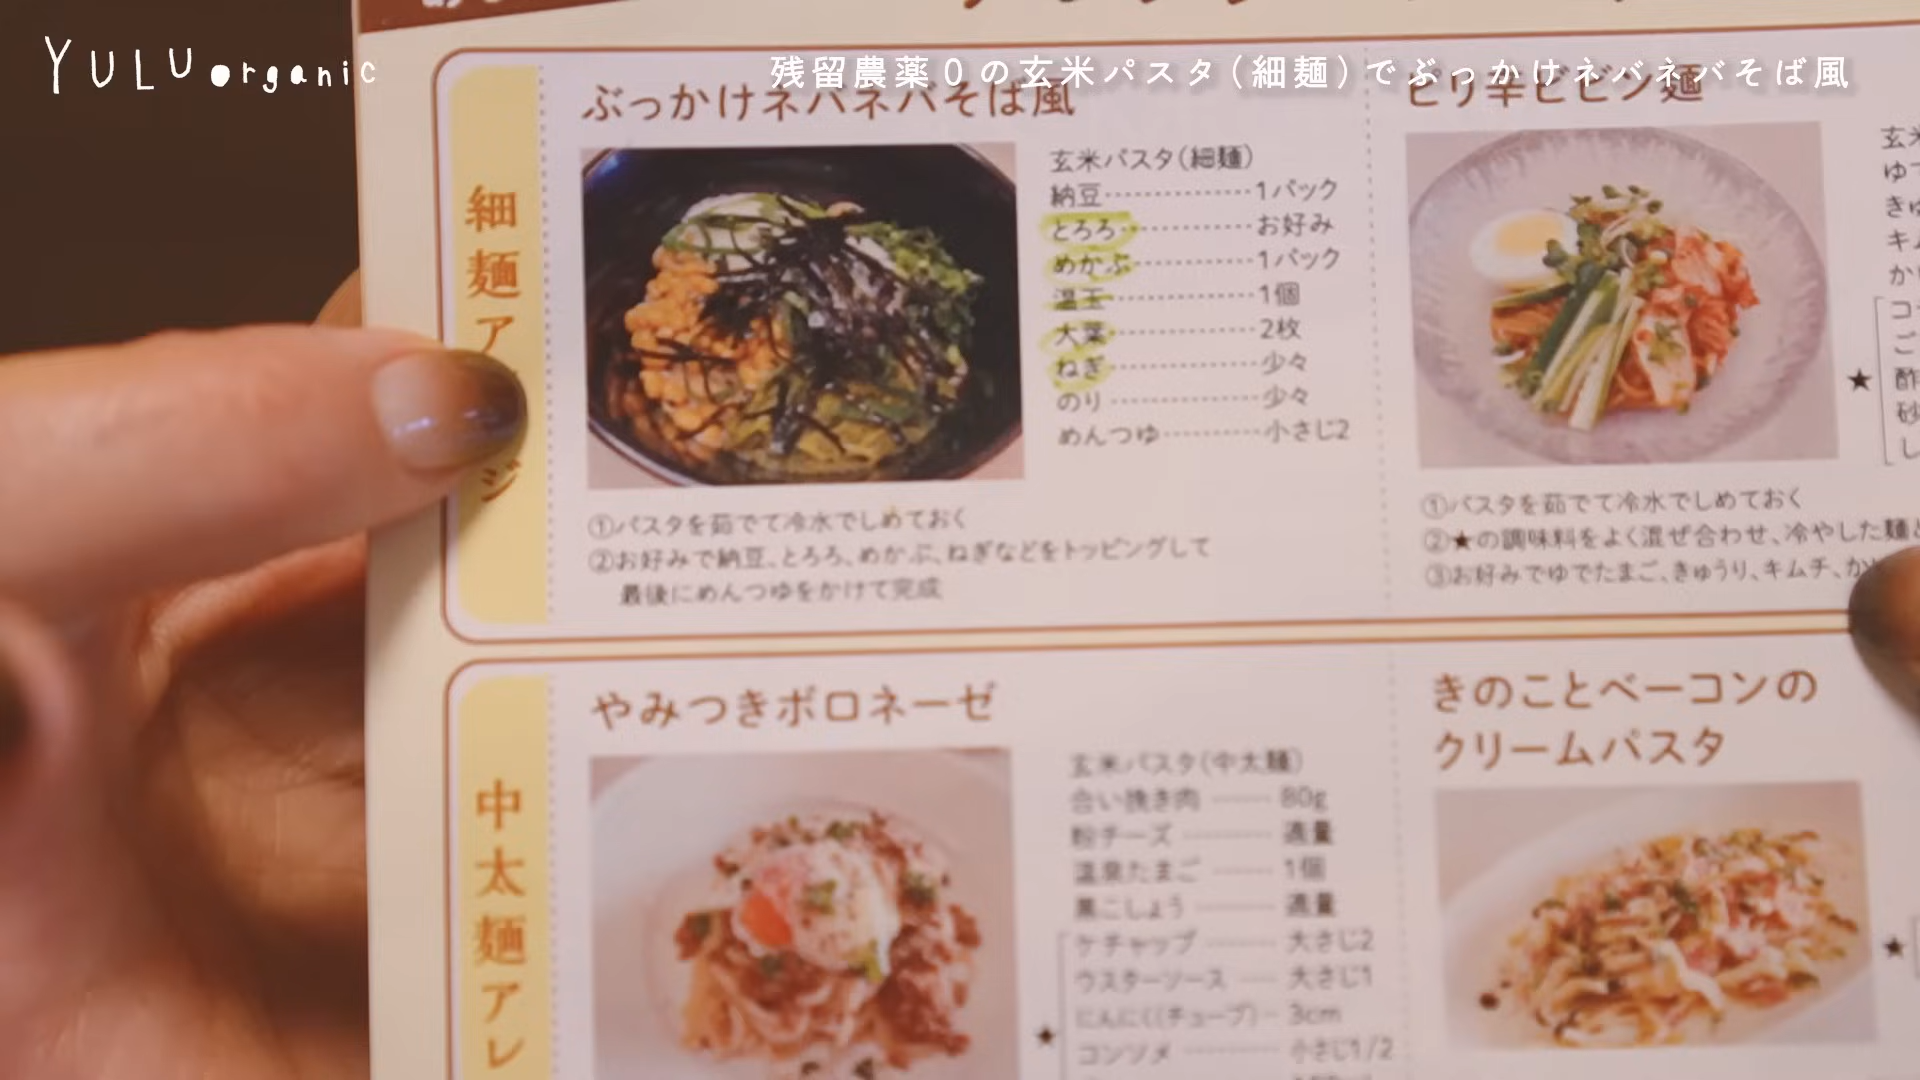 YULU organic
残留農薬0の玄米パスタ(細麺)でぶっかけネバネバそば風
細麺ア
ジ
ぶっかけネバネバそば風
玄米パスタ(細麺)
納豆…………1パック
とろろ…………お好み
めかぶ…………1パック
温玉…………1個
大葉…………2枚
ねぎ…………少々
のり…………少々
めんつゆ…………小さじ2
①パスタを茹でて冷水でしめておく
②お好みで納豆、とろろ、めかぶ、ねぎなどをトッピングして
最後にめんつゆをかけて完成
ピリ辛ビビン麺
玄米
ゆで
きゅ
キム
か
★
コ
ご
酢
砂
し
①パスタを茹でて冷水でしめておく
②★の調味料をよく混ぜ合わせ、冷やした麺と
③お好みでゆでたまご、きゅうり、キムチ、か
中太麺アレ
やみつきボロネーゼ
玄米パスタ(中太麺)
合い挽き肉 …… 80g
粉チーズ …… 適量
温泉たまご …… 1個
黒こしょう …… 適量
★
ケチャップ …… 大さじ2
ウスターソース …… 大さじ1
にんにく(チューブ) … 3cm
コンソメ …… 小さじ1/2
きのことベーコンの
クリームパスタ
★